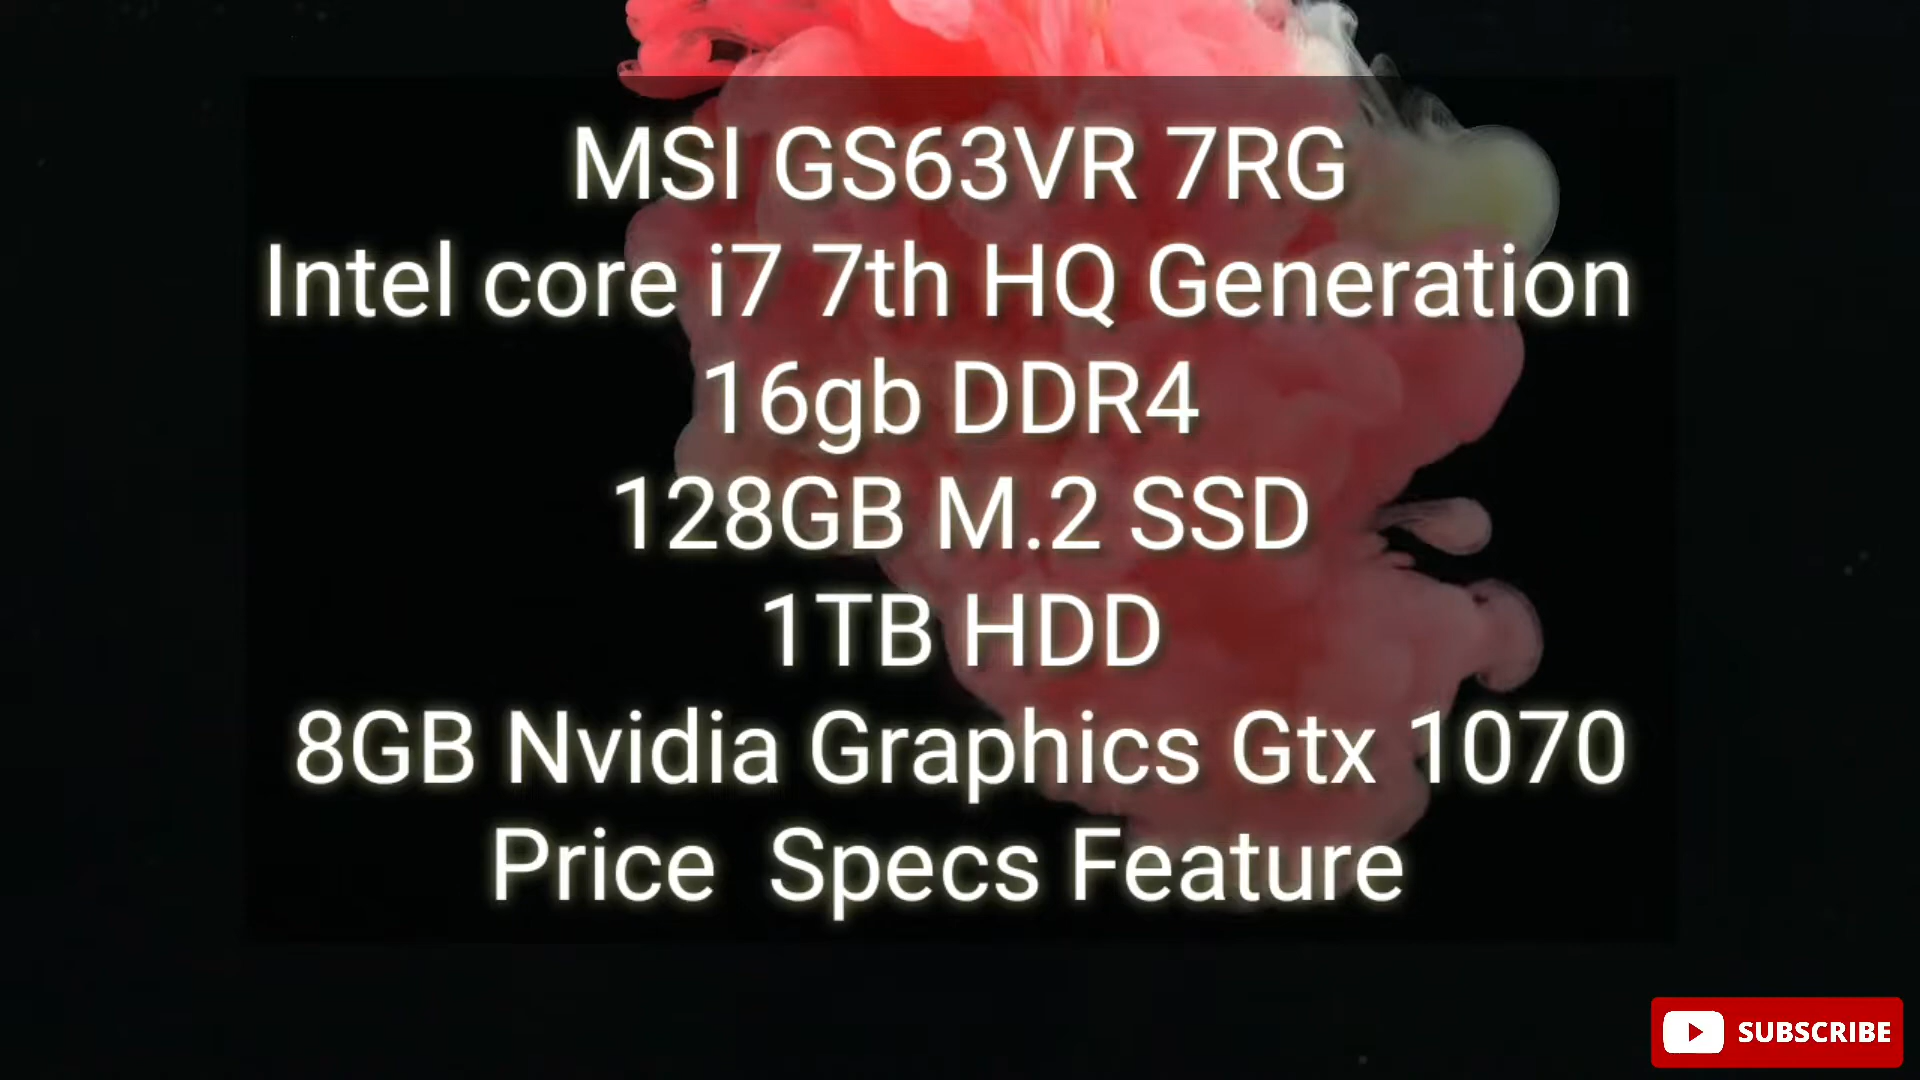 MSI GS63VR 7RG
Intel core i7 7th HQ Generation
16gb DDR4
128GB M.2 SSD
1TB HDD
8GB Nvidia Graphics Gtx 1070
Price  Specs Feature
SUBSCRIBE